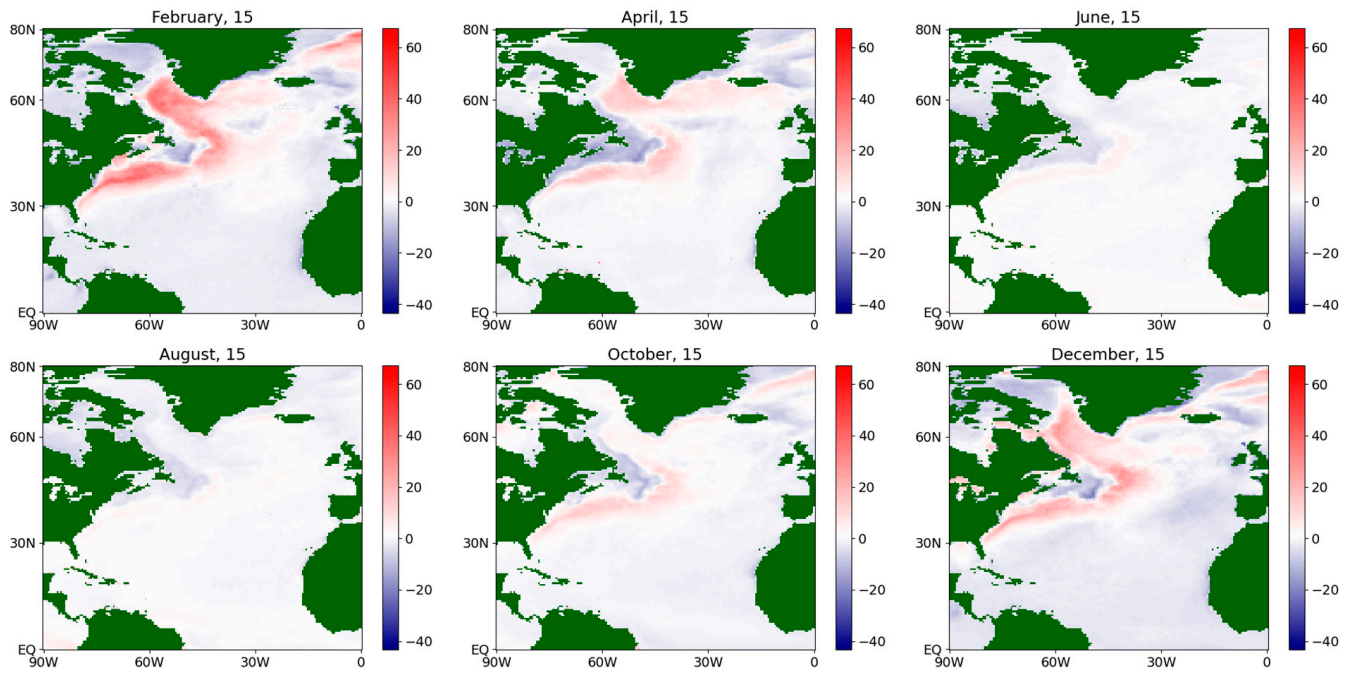 February, 15
80N
60N
30N
EQ
90W 60W 30W 0
60
40
20
0
−20
−40
April, 15
80N
60N
30N
EQ
90W 60W 30W 0
60
40
20
0
−20
−40
June, 15
80N
60N
30N
EQ
90W 60W 30W 0
60
40
20
0
−20
−40
August, 15
80N
60N
30N
EQ
90W 60W 30W 0
60
40
20
0
−20
−40
October, 15
80N
60N
30N
EQ
90W 60W 30W 0
60
40
20
0
−20
−40
December, 15
80N
60N
30N
EQ
90W 60W 30W 0
60
40
20
0
−20
−40